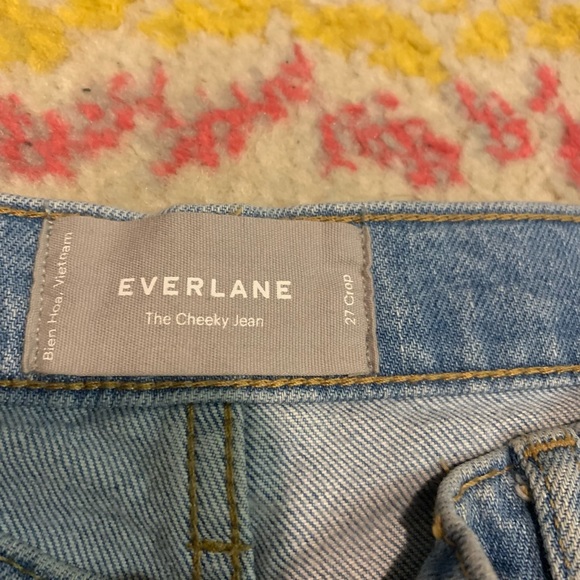 Bien Hoa, Vietnam
EVERLANE
The Cheeky Jean
27 Crop